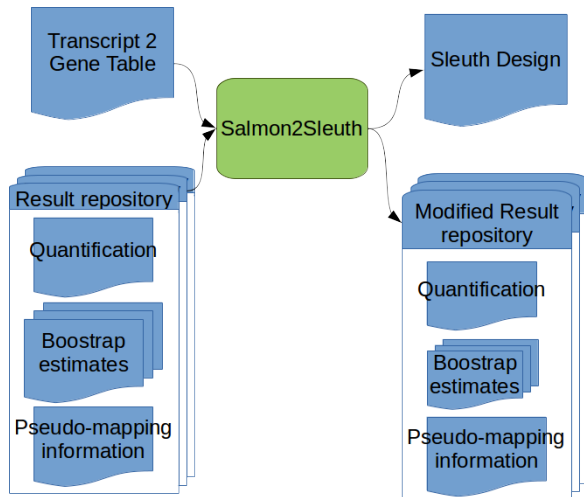 Transcript 2
Gene Table
Salmon2Sleuth
Sleuth Design
Result repository
Quantification
Boostrap
estimates
Pseudo-mapping
information
Modified Result
repository
Quantification
Boostrap
estimates
Pseudo-mapping
information